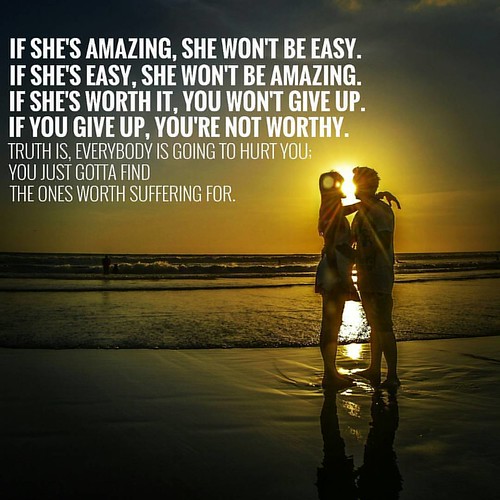 IF SHE'S AMAZING, SHE WON'T BE EASY.
IF SHE'S EASY, SHE WON'T BE AMAZING.
IF SHE'S WORTH IT, YOU WON'T GIVE UP.
IF YOU GIVE UP, YOU'RE NOT WORTHY.
TRUTH IS, EVERYBODY IS GOING TO HURT YOU;
YOU JUST GOTTA FIND
THE ONES WORTH SUFFERING FOR.